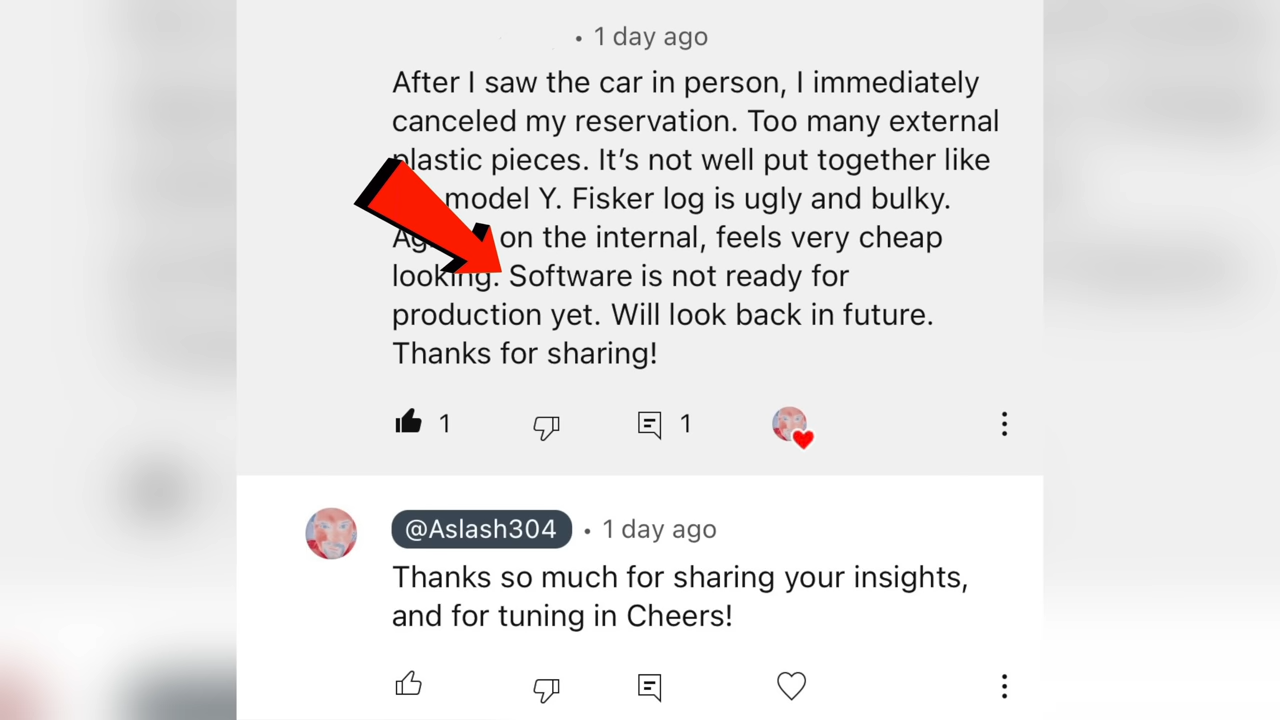 • 1 day ago
After I saw the car in person, I immediately
canceled my reservation. Too many external
plastic pieces. It's not well put together like
model Y. Fisker log is ugly and bulky.
on the internal, feels very cheap
looking. Software is not ready for
production yet. Will look back in future.
Thanks for sharing!
1 1
@Aslash304 • 1 day ago
Thanks so much for sharing your insights,
and for tuning in Cheers!